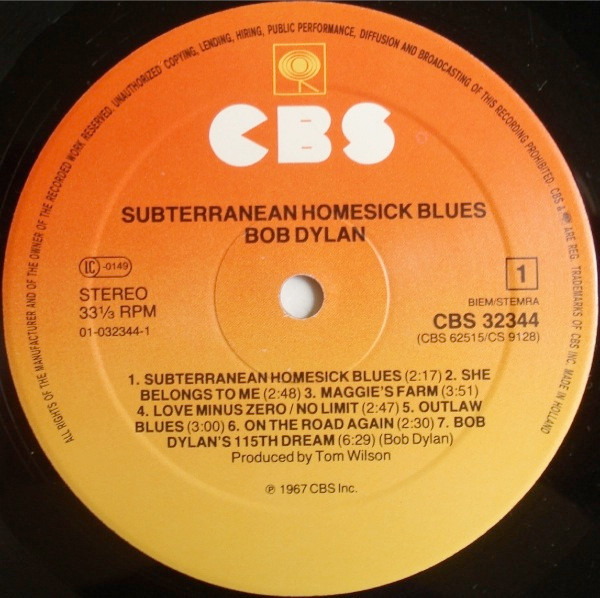 ALL RIGHTS OF THE MANUFACTURER AND OF THE OWNER OF THE RECORDED WORK RESERVED. UNAUTHORIZED COPYING, LENDING, HIRING, PUBLIC PERFORMANCE, DIFFUSION AND BROADCASTING OF THIS RECORDING PROHIBITED. CBS & ARE REG. TRADEMARKS OF CBS INC. MADE IN HOLLAND
CBS
SUBTERRANEAN HOMESICK BLUES
BOB DYLAN
LC -0149
STEREO
33⅓ RPM
01-032344-1
1
BIEM/STEMRA
CBS 32344
(CBS 62515/CS 9128)
1. SUBTERRANEAN HOMESICK BLUES (2:17) 2. SHE
BELONGS TO ME (2:48) 3. MAGGIE'S FARM (3:51)
4. LOVE MINUS ZERO/NO LIMIT (2:47) 5. OUTLAW
BLUES (3:00) 6. ON THE ROAD AGAIN (2:30) 7. BOB
DYLAN'S 115TH DREAM (6:29) (Bob Dylan)
Produced by Tom Wilson
℗ 1967 CBS Inc.